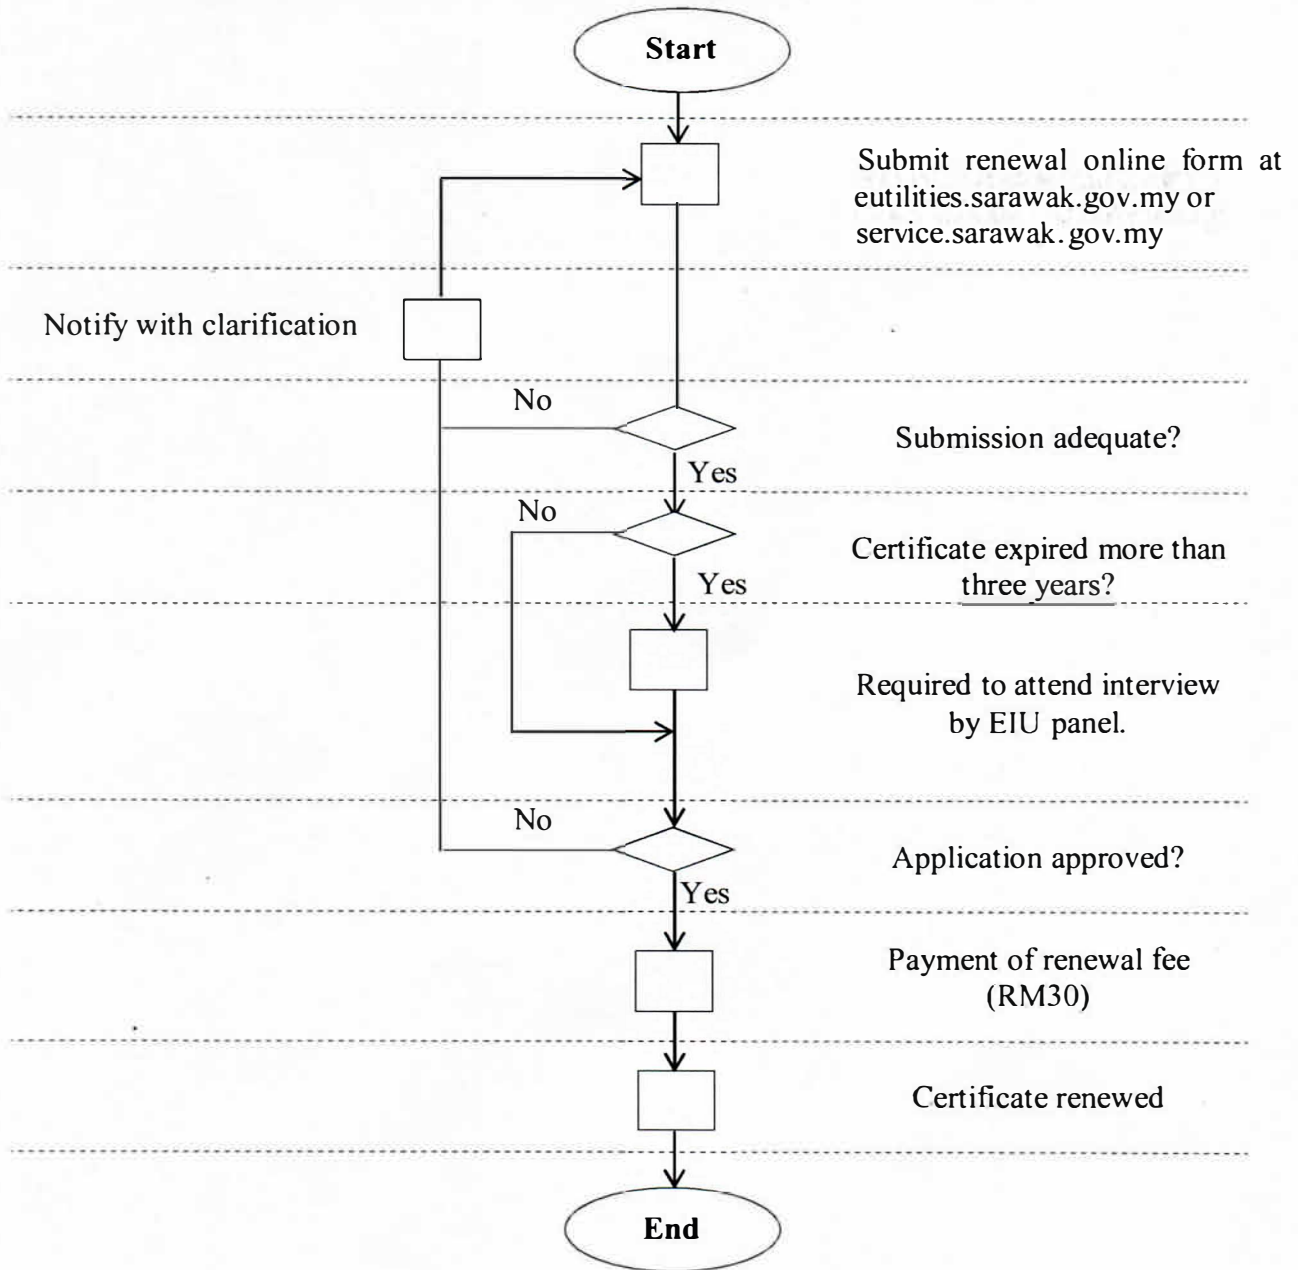 Start
Submit renewal online form at
eutilities.sarawak.gov.my or
service.sarawak.gov.my
Notify with clarification
No
Submission adequate?
Yes
No
Certificate expired more than
three years?
Yes
Required to attend interview
by EIU panel.
No
Application approved?
Yes
Payment of renewal fee
(RM30)
Certificate renewed
End